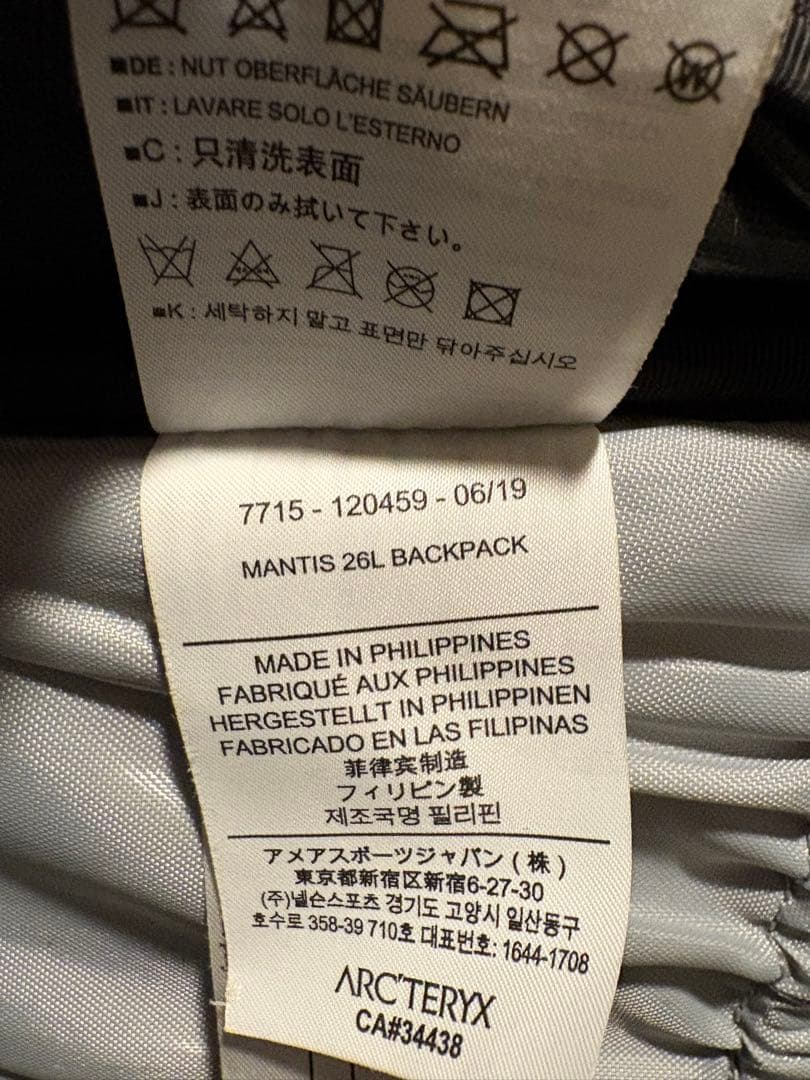 ■DE : NUT OBERFLÄCHE SÄUBERN
■IT : LAVARE SOLO L'ESTERNO
■C : 只清洗表面
■J : 表面のみ拭いて下さい。
■K : 세탁하지 말고 표면만 닦아주십시오
7715 - 120459 - 06/19
MANTIS 26L BACKPACK
MADE IN PHILIPPINES
FABRIQUÉ AUX PHILIPPINES
HERGESTELLT IN PHILIPPINEN
FABRICADO EN LAS FILIPINAS
菲律宾制造
フィリピン製
제조국명 필리핀
アメアスポーツジャパン ( 株 )
東京都新宿区新宿6-27-30
(주)넬슨스포츠 경기도 고양시 일산동구
호수로 358-39 710호 대표번호: 1644-1708
ARC'TERYX
CA#34438